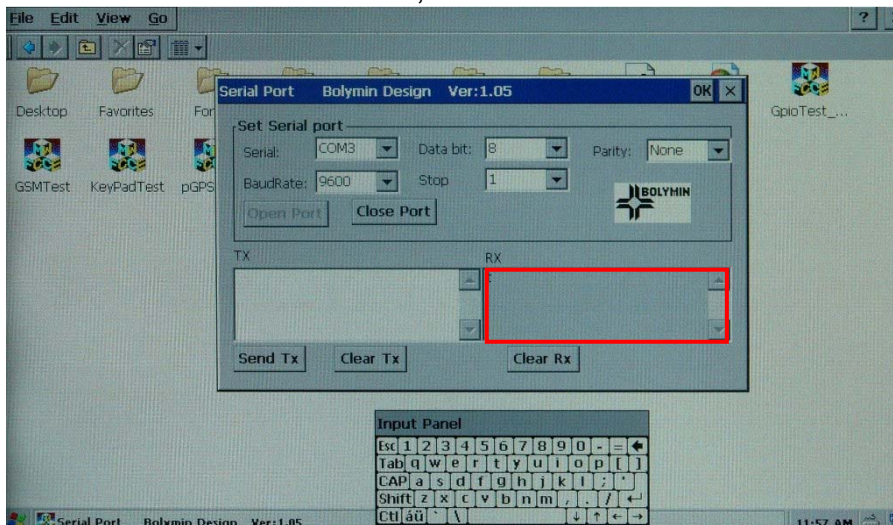 File Edit View Go ?
Desktop Favorites For GpioTest_...
GSMTest KeyPadTest pGPS
Serial Port Bolymin Design Ver:1.05 OK ×
Set Serial port
Serial: COM3 Data bit: 8 Parity: None
BaudRate: 9600 Stop 1
BOLYMIN
Open Port Close Port
TX RX
Send Tx Clear Tx Clear Rx
Input Panel
Esc 1 2 3 4 5 6 7 8 9 0 - =
Tab q w e r t y u i o p [ ]
CAP a s d f g h j k l ; '
Shift z x c v b n m , . /
Ctl áü ` \
Serial Port Bolymin Design Ver:1.05 11:57 AM